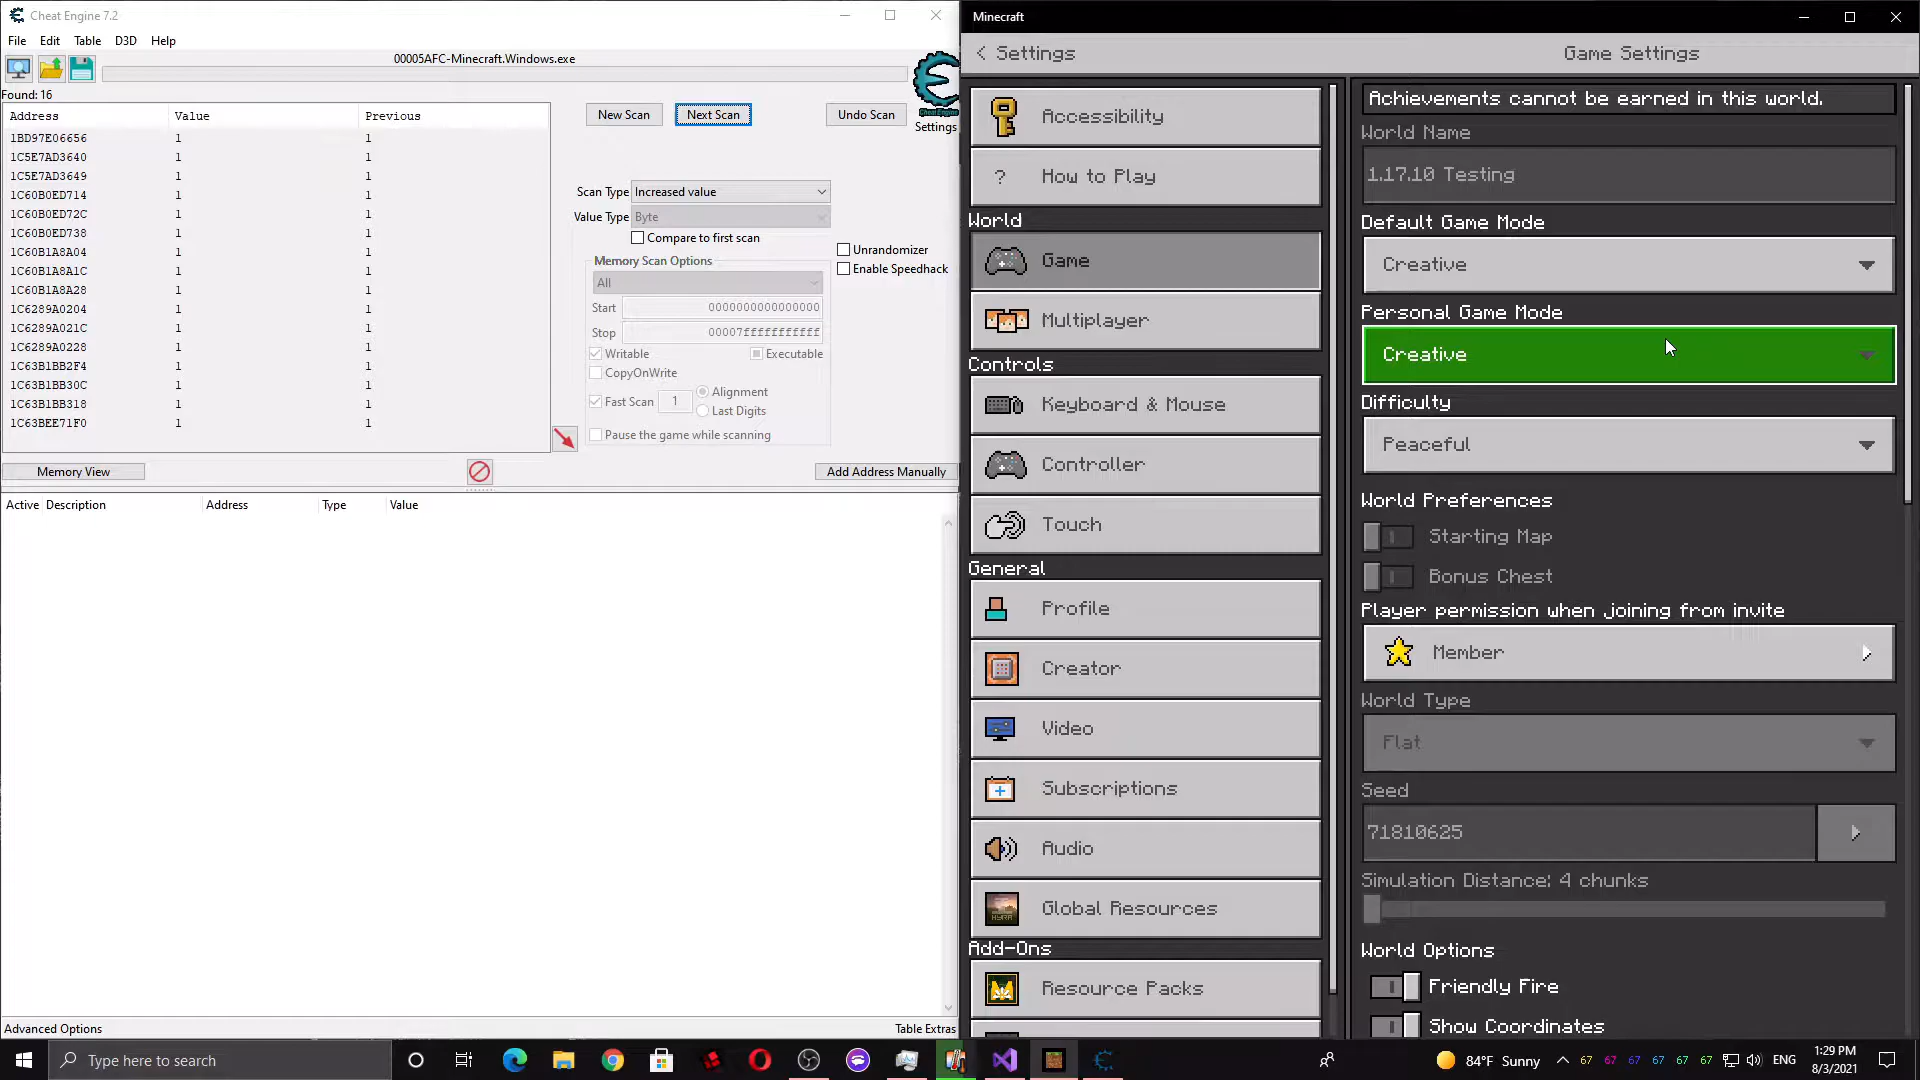 Cheat Engine 7.2
File Edit Table D3D Help
00005AFC-Minecraft.Windows.exe
Found: 16
Address Value Previous
1BD97E06656 1 1
1C5E7AD3640 1 1
1C5E7AD3649 1 1
1C60B0ED714 1 1
1C60B0ED72C 1 1
1C60B0ED738 1 1
1C60B1A8A04 1 1
1C60B1A8A1C 1 1
1C60B1A8A28 1 1
1C6289A0204 1 1
1C6289A021C 1 1
1C6289A0228 1 1
1C63B1BB2F4 1 1
1C63B1BB30C 1 1
1C63B1BB318 1 1
1C63BEE71F0 1 1
New Scan Next Scan Undo Scan
Cheat Engine
Settings
Scan Type Increased value
Value Type Byte
Compare to first scan
Memory Scan Options
All
Start 0000000000000000
Stop 00007fffffffffff
Writable Executable
CopyOnWrite
Fast Scan 1 Alignment
Last Digits
Pause the game while scanning
Unrandomizer
Enable Speedhack
Memory View Add Address Manually
Active Description Address Type Value
Advanced Options Table Extras
Minecraft
< Settings Game Settings
Accessibility
? How to Play
World
Game
Multiplayer
Controls
Keyboard & Mouse
Controller
Touch
General
Profile
Creator
Video
Subscriptions
Audio
Global Resources
Add-Ons
Resource Packs
Achievements cannot be earned in this world.
World Name
1.17.10 Testing
Default Game Mode
Creative
Personal Game Mode
Creative
Difficulty
Peaceful
World Preferences
Starting Map
Bonus Chest
Player permission when joining from invite
Member
World Type
Flat
Seed
71810625
Simulation Distance: 4 chunks
World Options
Friendly Fire
Show Coordinates
Type here to search
84°F Sunny 67 67 67 67 67 67 ENG
1:29 PM
8/3/2021